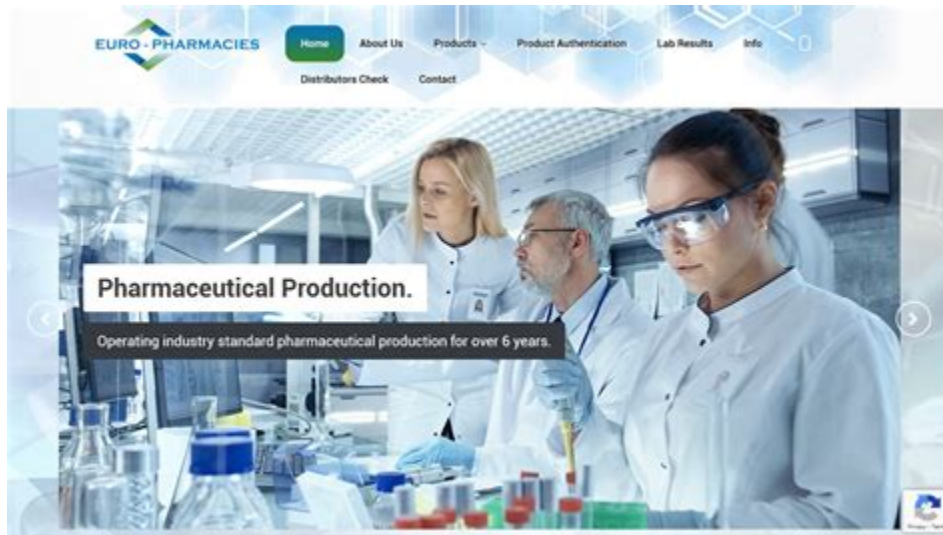 EURO-PHARMACIES
Home About Us Products Product Authentication Lab Results Info
Distributors Check Contact
Pharmaceutical Production.
Operating industry standard pharmaceutical production for over 6 years.